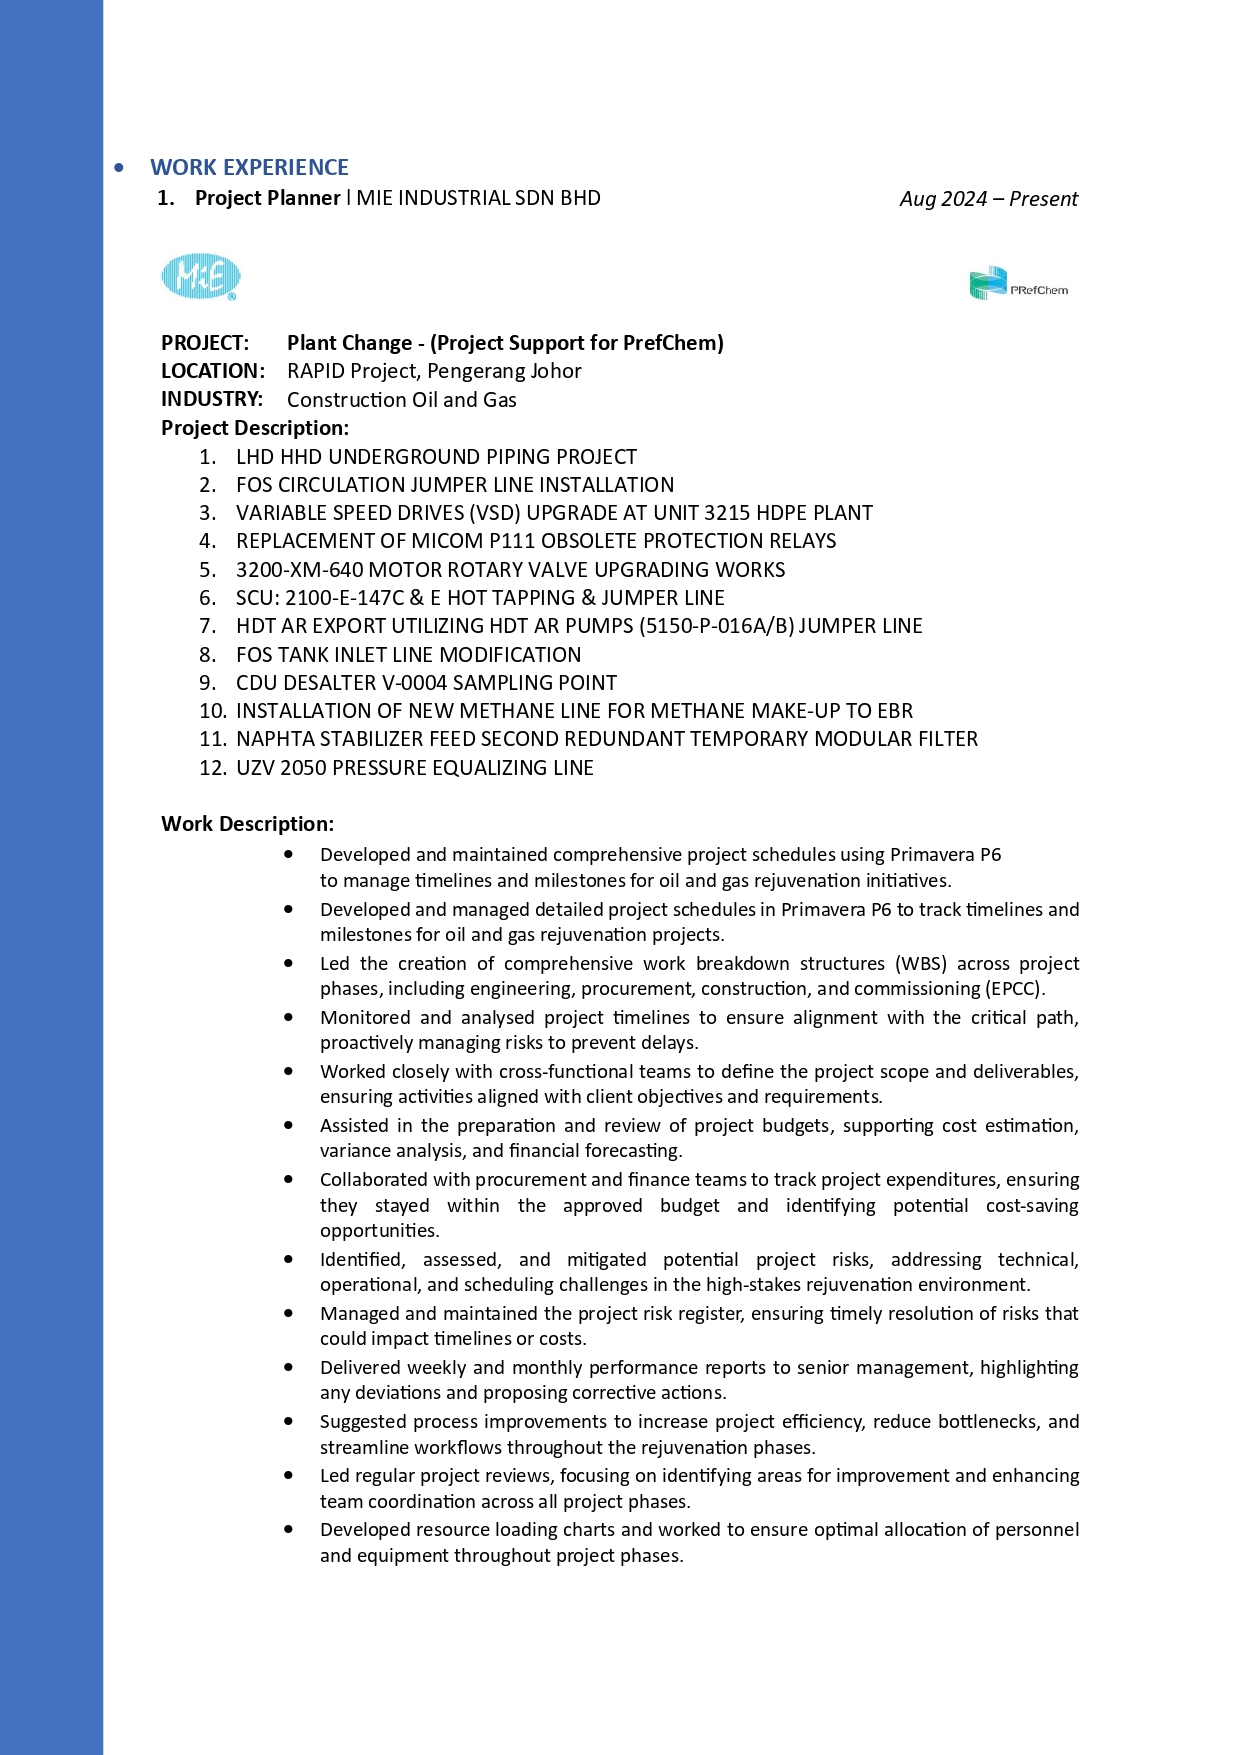 • WORK EXPERIENCE
1. Project Planner | MIE INDUSTRIAL SDN BHD Aug 2024 – Present
MiE ® PRefChem
PROJECT: Plant Change - (Project Support for PrefChem)
LOCATION: RAPID Project, Pengerang Johor
INDUSTRY: Construction Oil and Gas
Project Description:
1. LHD HHD UNDERGROUND PIPING PROJECT
2. FOS CIRCULATION JUMPER LINE INSTALLATION
3. VARIABLE SPEED DRIVES (VSD) UPGRADE AT UNIT 3215 HDPE PLANT
4. REPLACEMENT OF MICOM P111 OBSOLETE PROTECTION RELAYS
5. 3200-XM-640 MOTOR ROTARY VALVE UPGRADING WORKS
6. SCU: 2100-E-147C & E HOT TAPPING & JUMPER LINE
7. HDT AR EXPORT UTILIZING HDT AR PUMPS (5150-P-016A/B) JUMPER LINE
8. FOS TANK INLET LINE MODIFICATION
9. CDU DESALTER V-0004 SAMPLING POINT
10. INSTALLATION OF NEW METHANE LINE FOR METHANE MAKE-UP TO EBR
11. NAPHTA STABILIZER FEED SECOND REDUNDANT TEMPORARY MODULAR FILTER
12. UZV 2050 PRESSURE EQUALIZING LINE
Work Description:
• Developed and maintained comprehensive project schedules using Primavera P6
to manage timelines and milestones for oil and gas rejuvenation initiatives.
• Developed and managed detailed project schedules in Primavera P6 to track timelines and
milestones for oil and gas rejuvenation projects.
• Led the creation of comprehensive work breakdown structures (WBS) across project
phases, including engineering, procurement, construction, and commissioning (EPCC).
• Monitored and analysed project timelines to ensure alignment with the critical path,
proactively managing risks to prevent delays.
• Worked closely with cross-functional teams to define the project scope and deliverables,
ensuring activities aligned with client objectives and requirements.
• Assisted in the preparation and review of project budgets, supporting cost estimation,
variance analysis, and financial forecasting.
• Collaborated with procurement and finance teams to track project expenditures, ensuring
they stayed within the approved budget and identifying potential cost-saving
opportunities.
• Identified, assessed, and mitigated potential project risks, addressing technical,
operational, and scheduling challenges in the high-stakes rejuvenation environment.
• Managed and maintained the project risk register, ensuring timely resolution of risks that
could impact timelines or costs.
• Delivered weekly and monthly performance reports to senior management, highlighting
any deviations and proposing corrective actions.
• Suggested process improvements to increase project efficiency, reduce bottlenecks, and
streamline workflows throughout the rejuvenation phases.
• Led regular project reviews, focusing on identifying areas for improvement and enhancing
team coordination across all project phases.
• Developed resource loading charts and worked to ensure optimal allocation of personnel
and equipment throughout project phases.